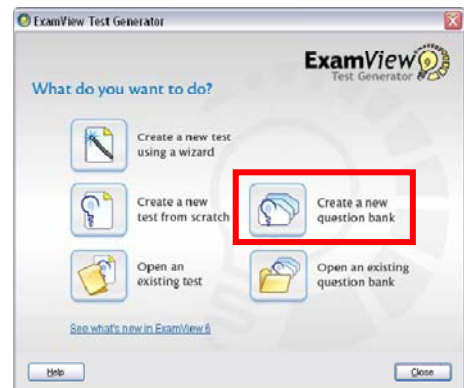 ExamView Test Generator
ExamView
Test Generator
What do you want to do?
Create a new test
using a wizard
Create a new
test from scratch
Create a new
question bank
Open an
existing test
Open an existing
question bank
See what's new in ExamView 6
Help
Close